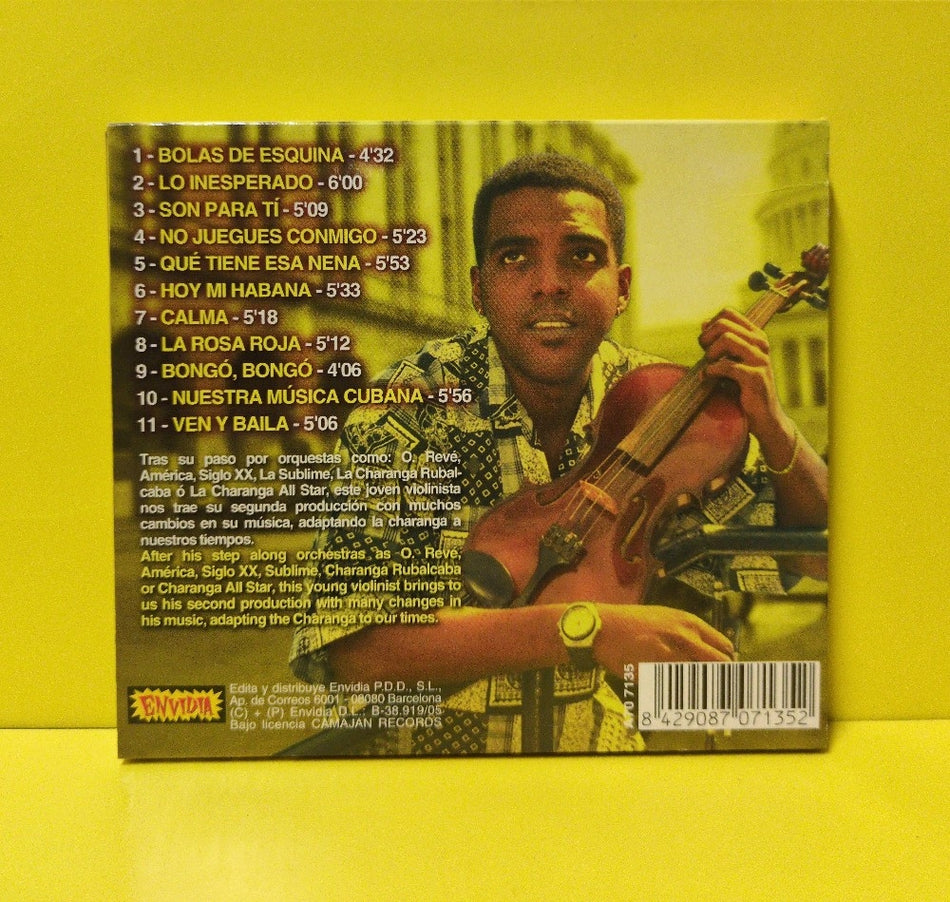 1 - BOLAS DE ESQUINA - 4'32
2 - LO INESPERADO - 6'00
3 - SON PARA TÍ - 5'09
4 - NO JUEGUES CONMIGO - 5'23
5 - QUÉ TIENE ESA NENA - 5'53
6 - HOY MI HABANA - 5'33
7 - CALMA - 5'18
8 - LA ROSA ROJA - 5'12
9 - BONGÓ, BONGÓ - 4'06
10 - NUESTRA MÚSICA CUBANA - 5'56
11 - VEN Y BAILA - 5'06
Tras su paso por orquestas como: O. Revé,
América, Siglo XX, La Sublime, La Charanga Rubal-
caba ó La Charanga All Star, este joven violinista
nos trae su segunda producción con muchos
cambios en su música, adaptando la charanga a
nuestros tiempos.
After his step along orchestras as O. Revé,
América, Siglo XX, Sublime, Charanga Rubalcaba
or Charanga All Star, this young violinist brings to
us his second production with many changes in
his music, adapting the Charanga to our times.
ENVIDIA
Edita y distribuye Envidia P.D.D., S.L.,
Ap. de Correos 6001 - 08080 Barcelona
(C) + (P) Envidia D.L.: B-38.919/05
Bajo licencia CAMAJÁN RECORDS
7135
8 429087 071352